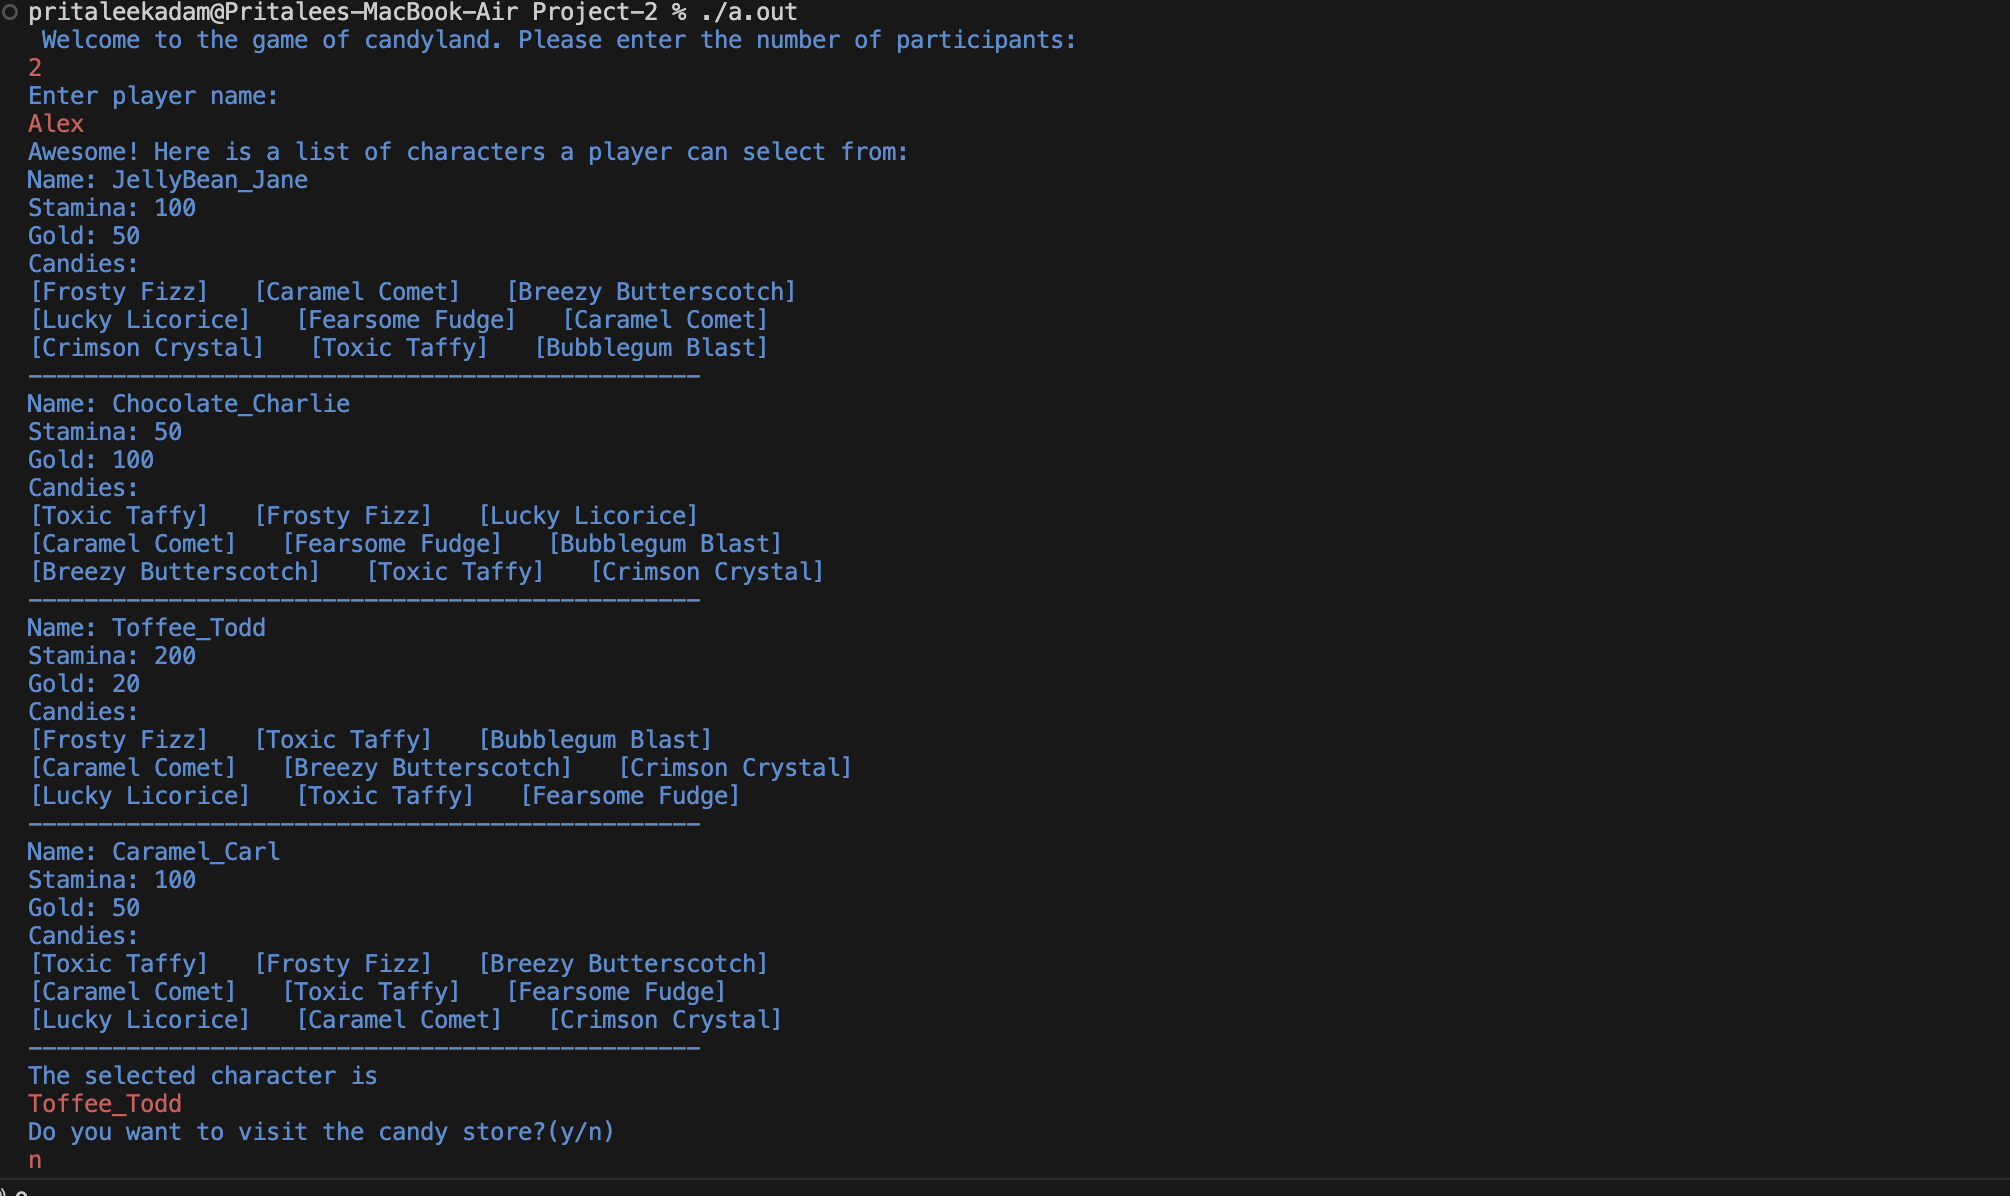 pritaleekadam@Pritalees-MacBook-Air Project-2 % ./a.out
Welcome to the game of candyland. Please enter the number of participants:
2
Enter player name:
Alex
Awesome! Here is a list of characters a player can select from:
Name: JellyBean_Jane
Stamina: 100
Gold: 50
Candies:
[Frosty Fizz]   [Caramel Comet]   [Breezy Butterscotch]
[Lucky Licorice]   [Fearsome Fudge]   [Caramel Comet]
[Crimson Crystal]   [Toxic Taffy]   [Bubblegum Blast]
------------------------------------------------
Name: Chocolate_Charlie
Stamina: 50
Gold: 100
Candies:
[Toxic Taffy]   [Frosty Fizz]   [Lucky Licorice]
[Caramel Comet]   [Fearsome Fudge]   [Bubblegum Blast]
[Breezy Butterscotch]   [Toxic Taffy]   [Crimson Crystal]
------------------------------------------------
Name: Toffee_Todd
Stamina: 200
Gold: 20
Candies:
[Frosty Fizz]   [Toxic Taffy]   [Bubblegum Blast]
[Caramel Comet]   [Breezy Butterscotch]   [Crimson Crystal]
[Lucky Licorice]   [Toxic Taffy]   [Fearsome Fudge]
------------------------------------------------
Name: Caramel_Carl
Stamina: 100
Gold: 50
Candies:
[Toxic Taffy]   [Frosty Fizz]   [Breezy Butterscotch]
[Caramel Comet]   [Toxic Taffy]   [Fearsome Fudge]
[Lucky Licorice]   [Caramel Comet]   [Crimson Crystal]
------------------------------------------------
The selected character is
Toffee_Todd
Do you want to visit the candy store?(y/n)
n